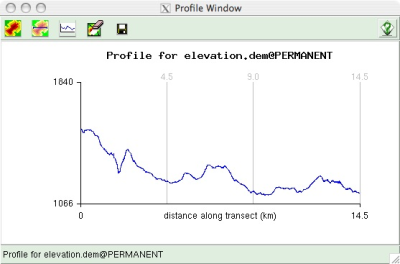 Profile Window
Profile for elevation.dem@PERMANENT
1840
4.5
9.0
14.5
1066
0
distance along transect (km)
14.5
Profile for elevation.dem@PERMANENT